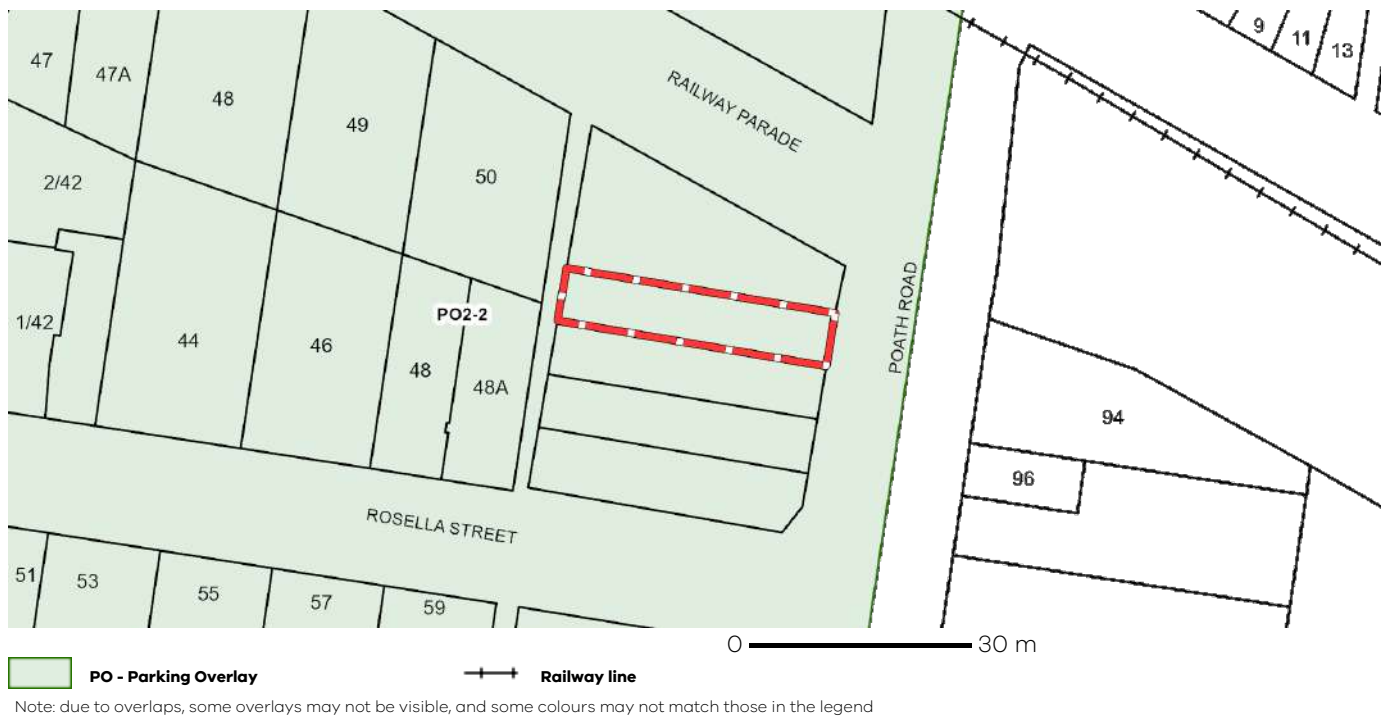 9
11
13
47
47A
48
49
RAILWAY PARADE
50
2/42
PO2-2
1/42
44
46
48
48A
POATH ROAD
94
96
ROSELLA STREET
51
53
55
57
59
0 30 m
PO - Parking Overlay
Railway line
Note: due to overlaps, some overlays may not be visible, and some colours may not match those in the legend